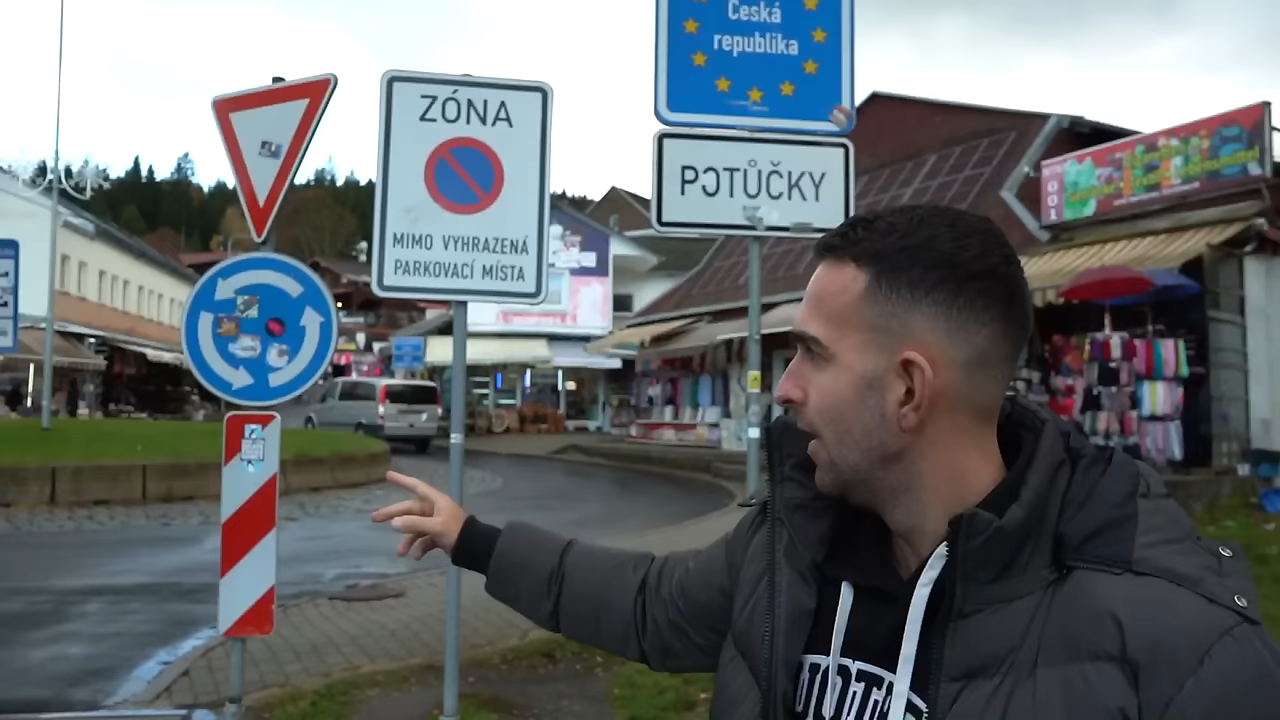 Česká
republika
ZÓNA
MIMO VYHRAZENÁ
PARKOVACÍ MÍSTA
POTŮČKY